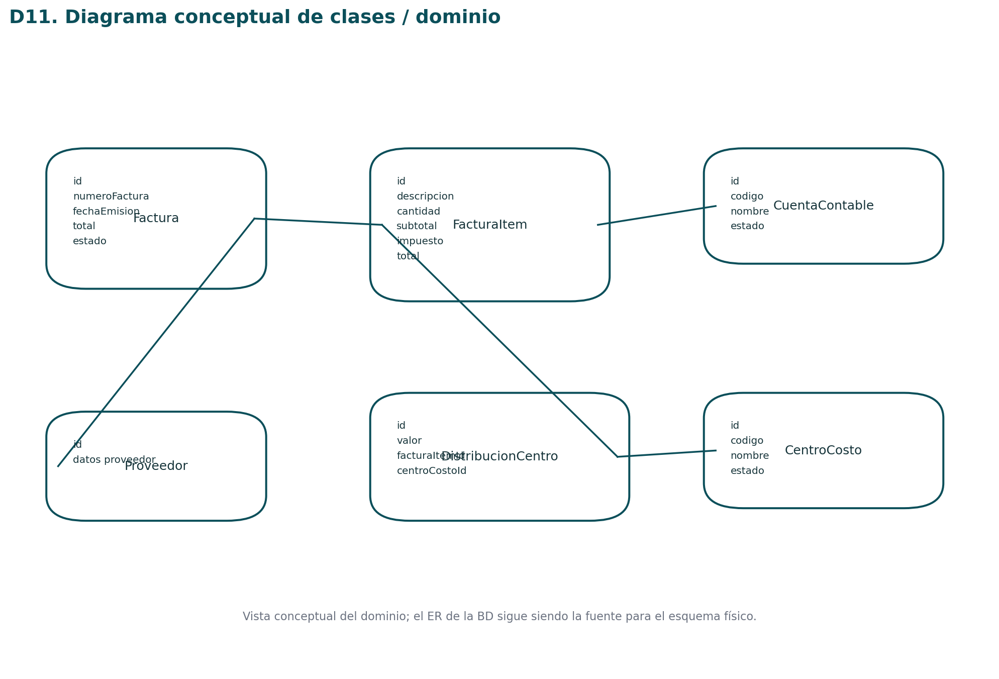 D11. Diagrama conceptual de clases / dominio
id
numeroFactura
fechaEmision
total
estado
Factura
id
descripcion
cantidad
subtotal
impuesto
total
FacturaItem
id
codigo
nombre
estado
CuentaContable
id
datos proveedor
Proveedor
id
valor
facturaItemId
centroCostoId
DistribucionCentro
id
codigo
nombre
estado
CentroCosto
Vista conceptual del dominio; el ER de la BD sigue siendo la fuente para el esquema físico.